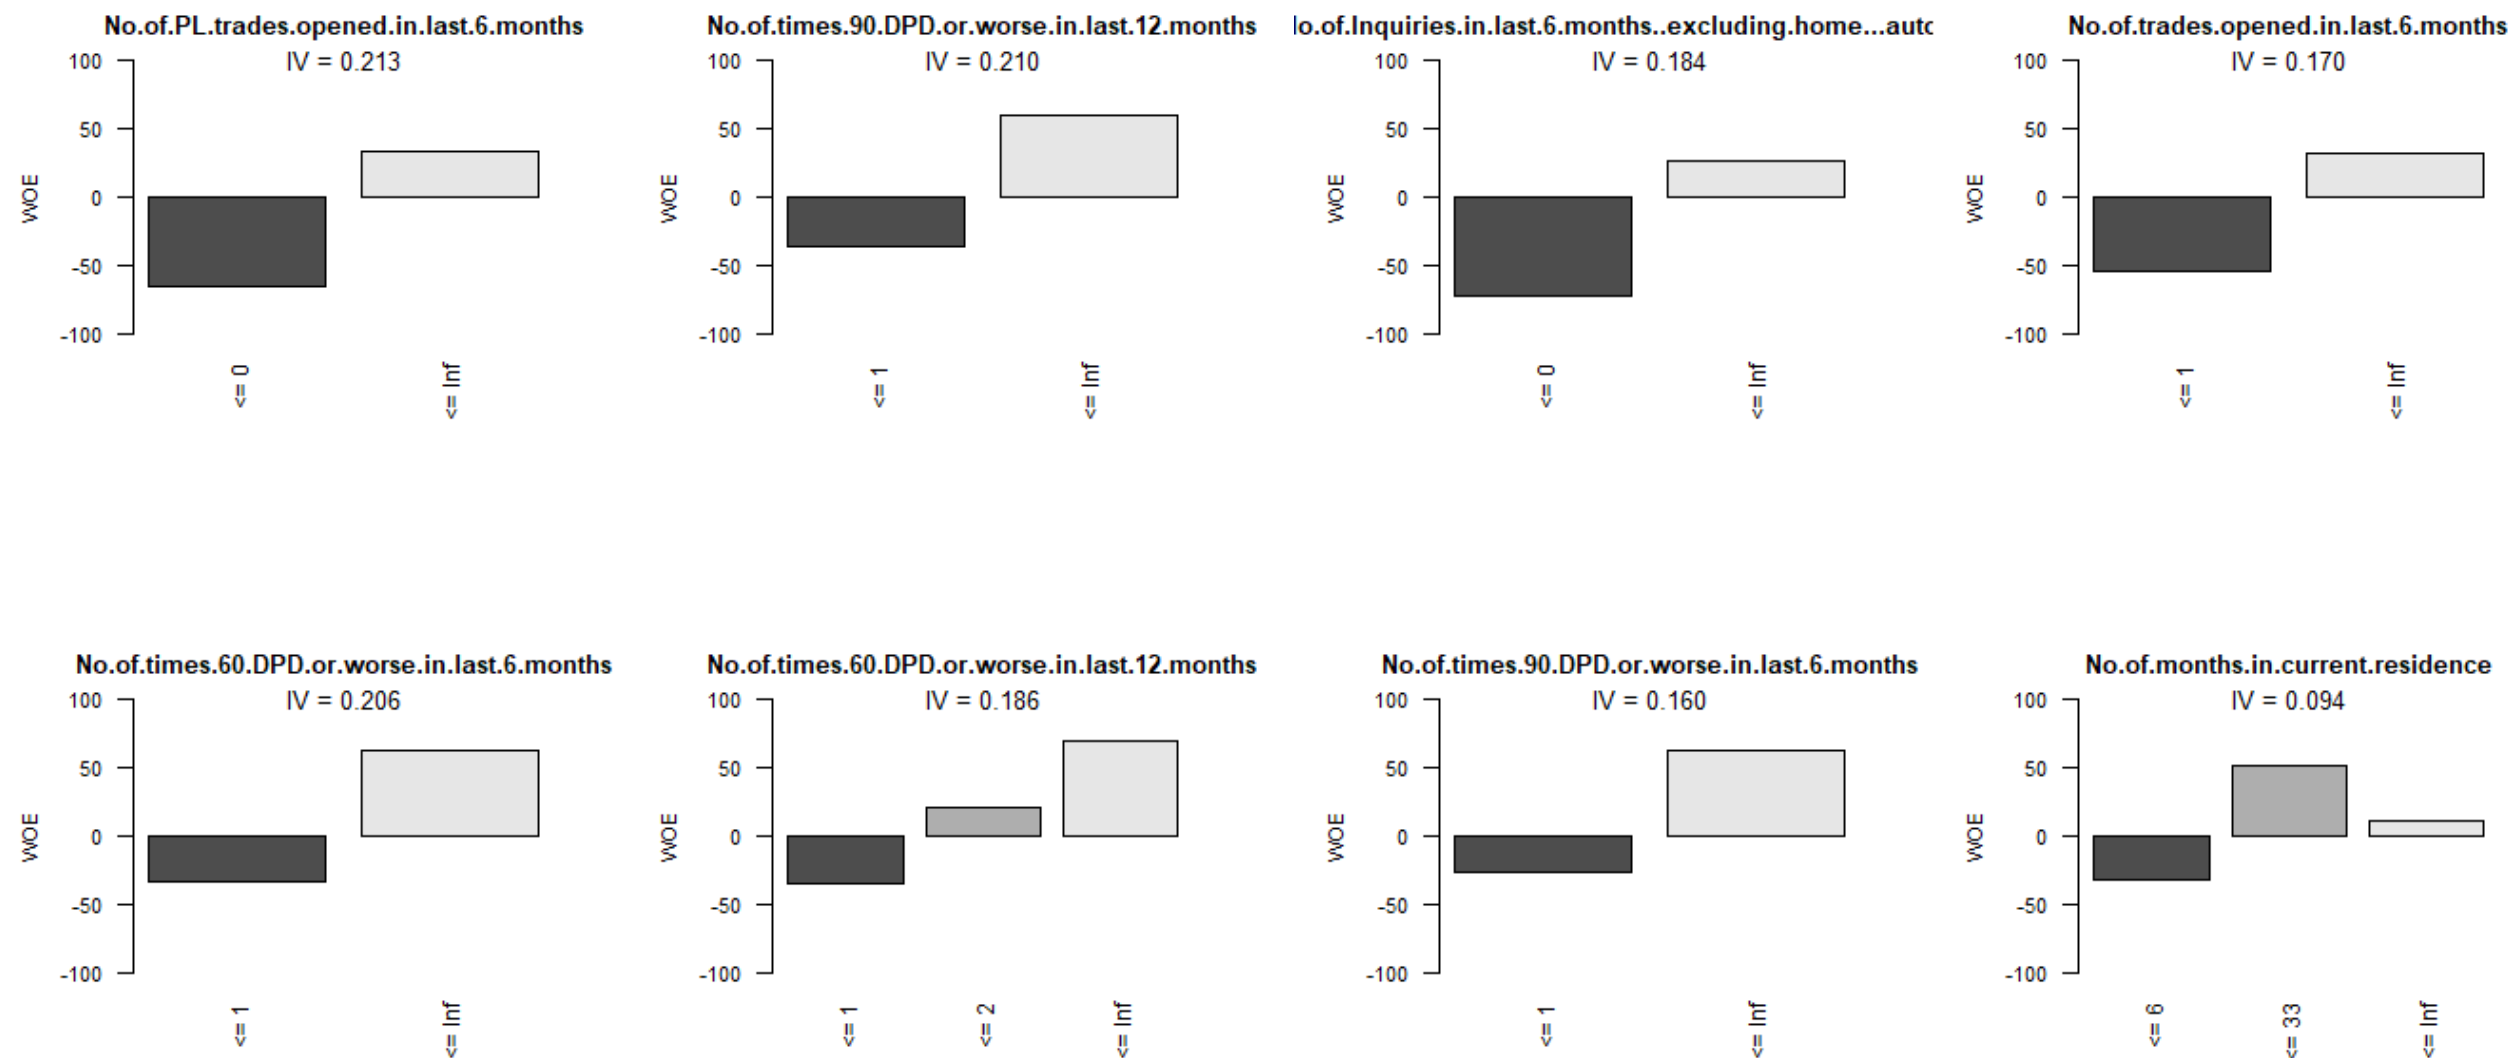 No.of.PL.trades.opened.in.last.6.months
IV = 0.213
100
50
0
-50
-100
WOE
<= 0
<= Inf
No.of.times.90.DPD.or.worse.in.last.12.months
IV = 0.210
100
50
0
-50
-100
WOE
<= 1
<= Inf
lo.of.Inquiries.in.last.6.months..excluding.home...auto
IV = 0.184
100
50
0
-50
-100
WOE
<= 0
<= Inf
No.of.trades.opened.in.last.6.months
IV = 0.170
100
50
0
-50
-100
WOE
<= 1
<= Inf
No.of.times.60.DPD.or.worse.in.last.6.months
IV = 0.206
100
50
0
-50
-100
WOE
<= 1
<= Inf
No.of.times.60.DPD.or.worse.in.last.12.months
IV = 0.186
100
50
0
-50
-100
WOE
<= 1
<= 2
<= Inf
No.of.times.90.DPD.or.worse.in.last.6.months
IV = 0.160
100
50
0
-50
-100
WOE
<= 1
<= Inf
No.of.months.in.current.residence
IV = 0.094
100
50
0
-50
-100
WOE
<= 6
<= 33
<= Inf